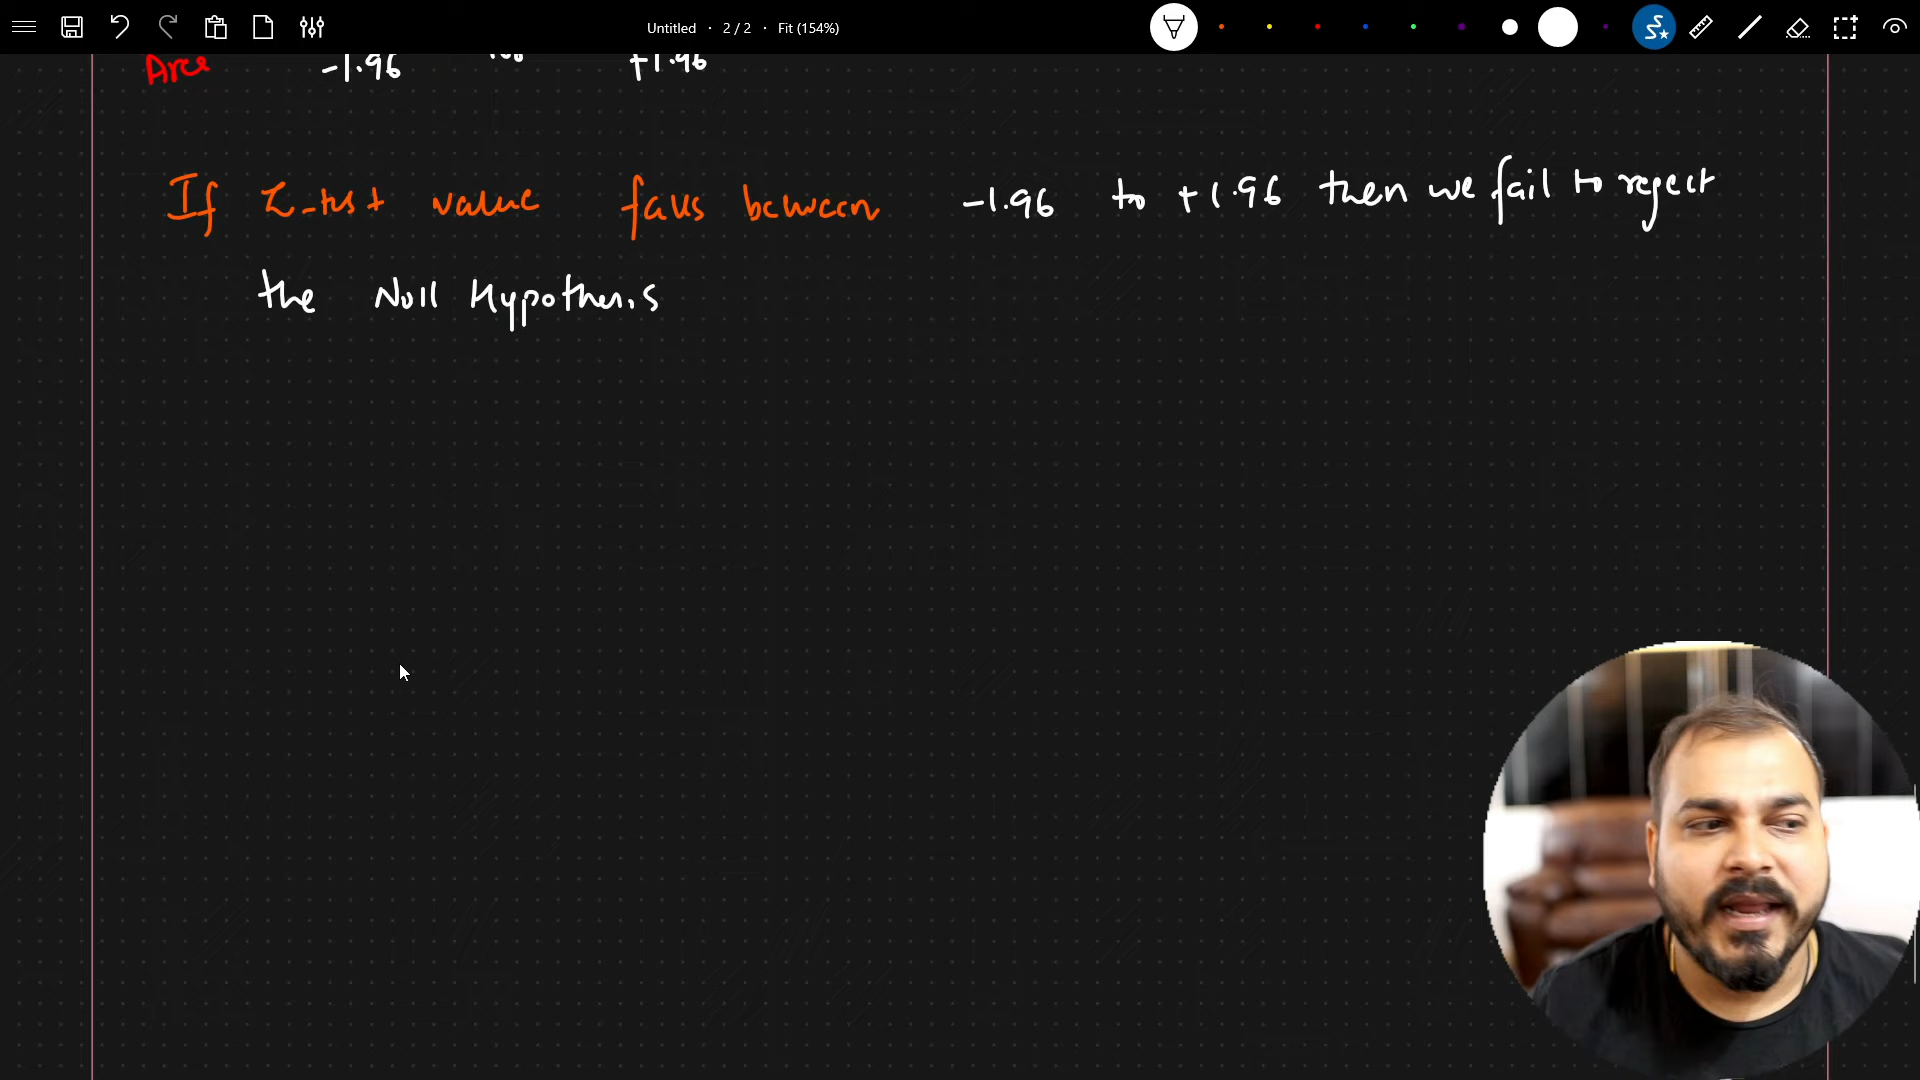 Untitled · 2 / 2 · Fit (154%)
Area -1.96 +1.96
If Z-test value falls between -1.96 to +1.96 then we fail to reject
the Null Hypothesis